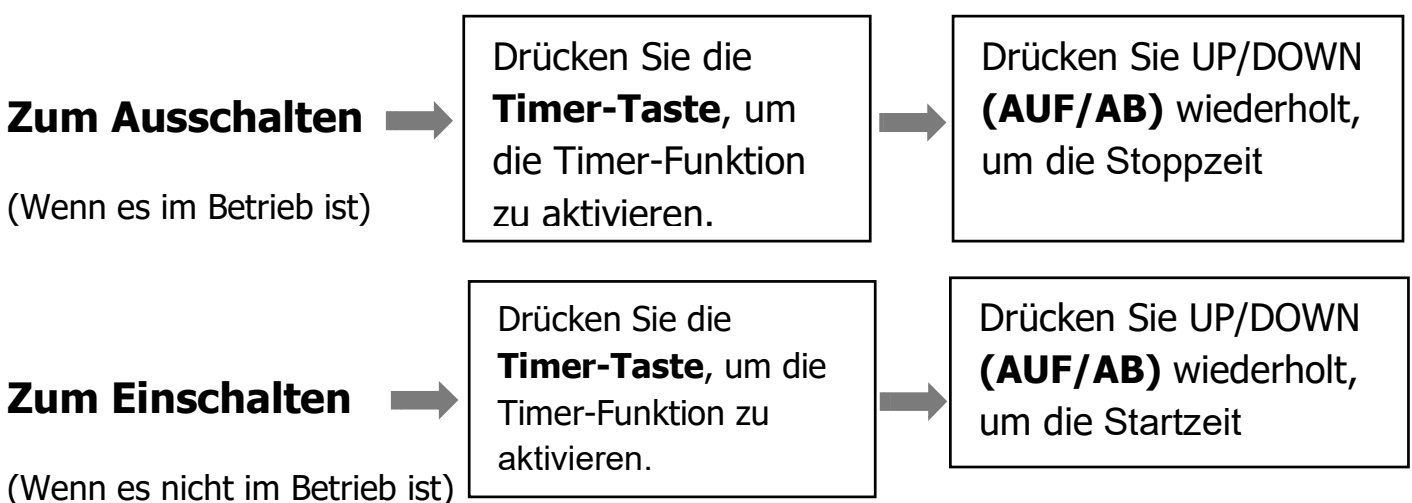 Zum Ausschalten
(Wenn es im Betrieb ist)
Drücken Sie die
Timer-Taste, um
die Timer-Funktion
zu aktivieren.
Drücken Sie UP/DOWN
(AUF/AB) wiederholt,
um die Stoppzeit
Zum Einschalten
(Wenn es nicht im Betrieb ist)
Drücken Sie die
Timer-Taste, um die
Timer-Funktion zu
aktivieren.
Drücken Sie UP/DOWN
(AUF/AB) wiederholt,
um die Startzeit